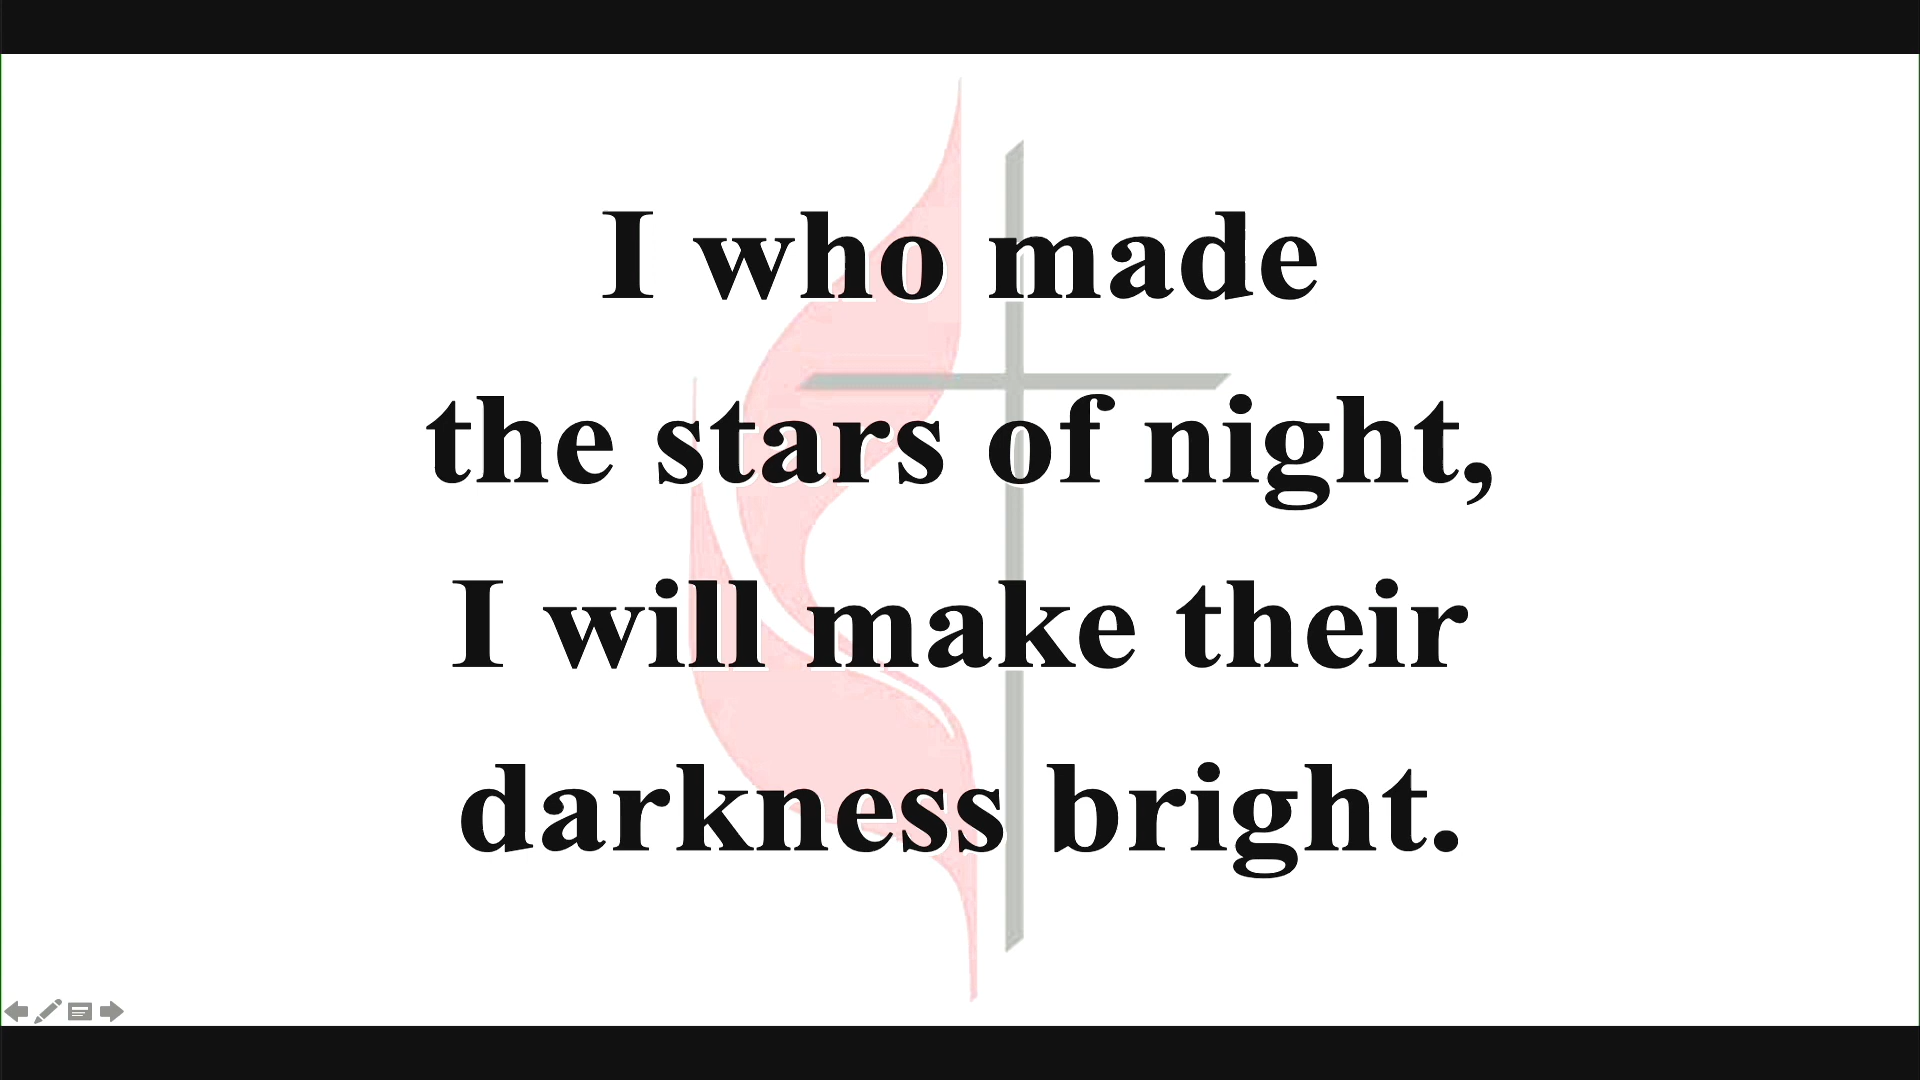 I who made
the stars of night,
I will make their
darkness bright.